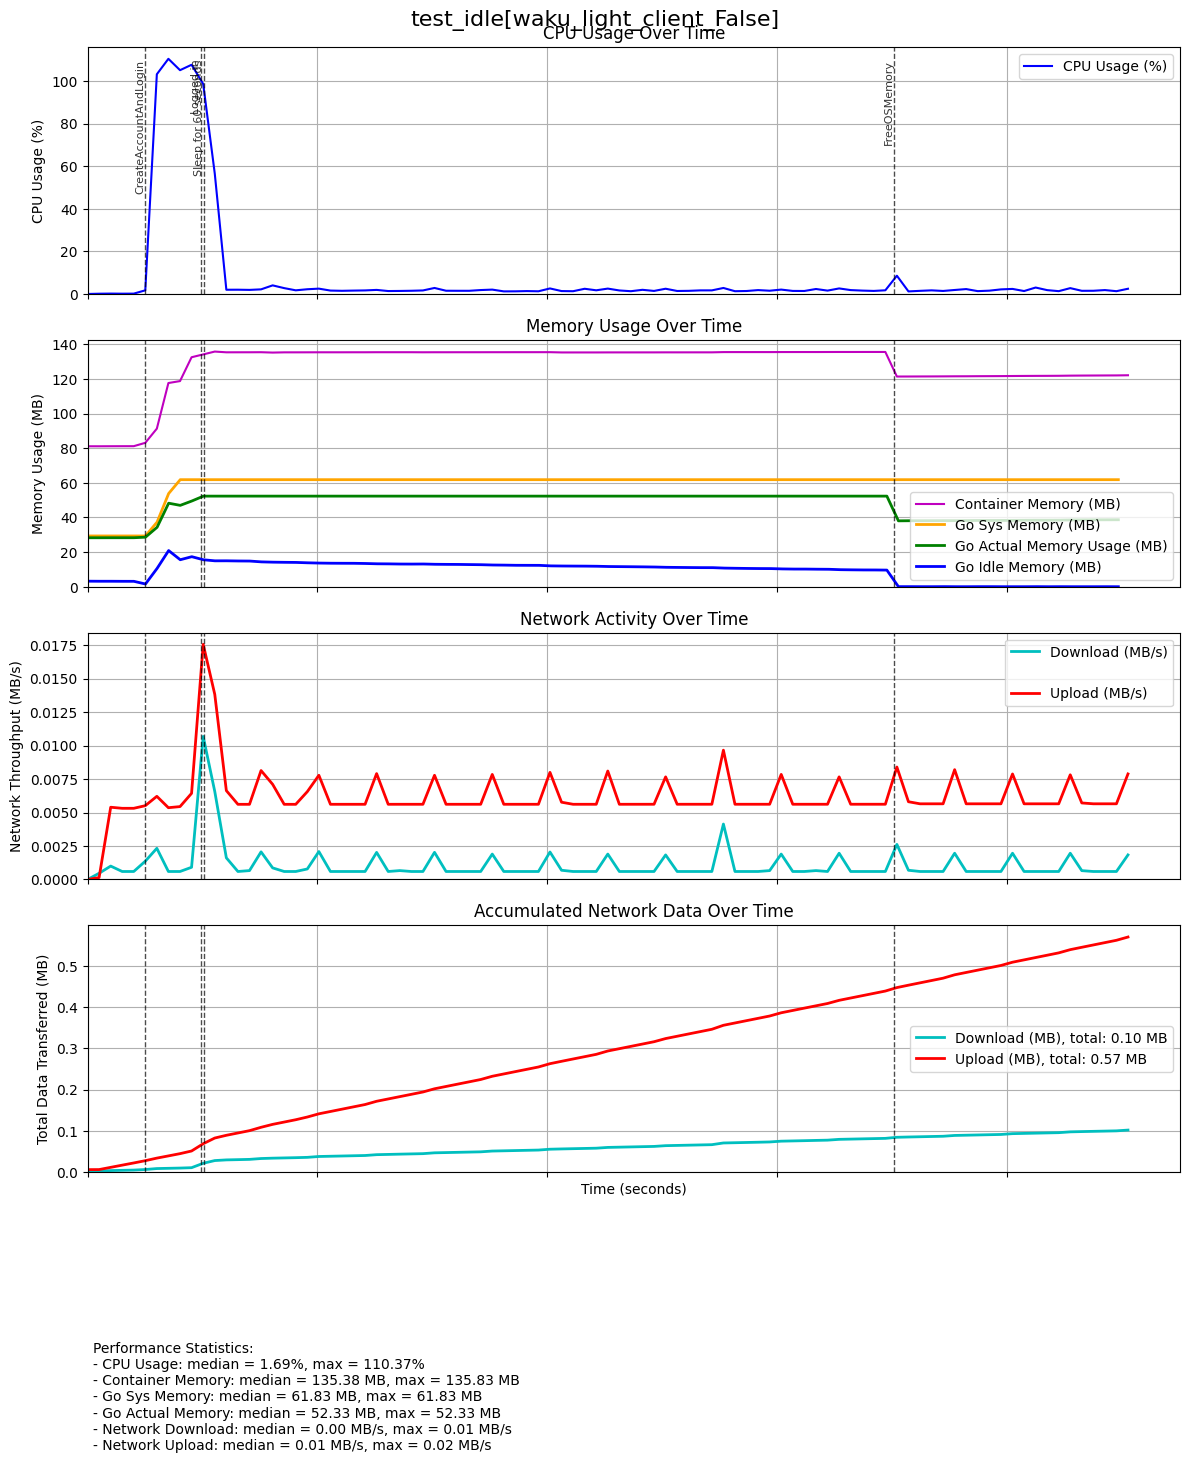 test_idle[waku_light_client_False]
CPU Usage Over Time
CPU Usage (%)
100
80
60
40
20
0
CPU Usage (%)
CreateAccountAndLogin
Sleep for 60 seconds
FreeOSMemory
Memory Usage Over Time
Memory Usage (MB)
140
120
100
80
60
40
20
0
Container Memory (MB)
Go Sys Memory (MB)
Go Actual Memory Usage (MB)
Go Idle Memory (MB)
Network Activity Over Time
Network Throughput (MB/s)
0.0175
0.0150
0.0125
0.0100
0.0075
0.0050
0.0025
0.0000
Download (MB/s)
Upload (MB/s)
Accumulated Network Data Over Time
Total Data Transferred (MB)
0.5
0.4
0.3
0.2
0.1
0.0
Download (MB), total: 0.10 MB
Upload (MB), total: 0.57 MB
Time (seconds)
Performance Statistics:
- CPU Usage: median = 1.69%, max = 110.37%
- Container Memory: median = 135.38 MB, max = 135.83 MB
- Go Sys Memory: median = 61.83 MB, max = 61.83 MB
- Go Actual Memory: median = 52.33 MB, max = 52.33 MB
- Network Download: median = 0.00 MB/s, max = 0.01 MB/s
- Network Upload: median = 0.01 MB/s, max = 0.02 MB/s